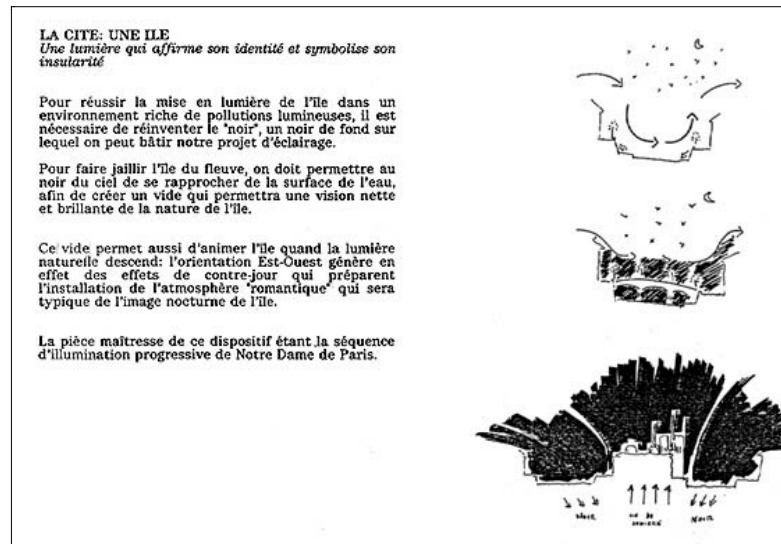 LA CITE: UNE ILE
Une lumière qui affirme son identité et symbolise son
insularité
Pour réussir la mise en lumière de l'île dans un
environnement riche de pollutions lumineuses, il est
nécessaire de réinventer le "noir", un noir de fond sur
lequel on peut bâtir notre projet d'éclairage.
Pour faire jaillir l'île du fleuve, on doit permettre au
noir du ciel de se rapprocher de la surface de l'eau,
afin de créer un vide qui permettra une vision nette
et brillante de la nature de l'île.
Ce vide permet aussi d'animer l'île quand la lumière
naturelle descend: l'orientation Est-Ouest génère en
effet des effets de contre-jour qui préparent
l'installation de l'atmosphère "romantique" qui sera
typique de l'image nocturne de l'île.
La pièce maîtresse de ce dispositif étant la séquence
d'illumination progressive de Notre Dame de Paris.
NOIR
NOIR